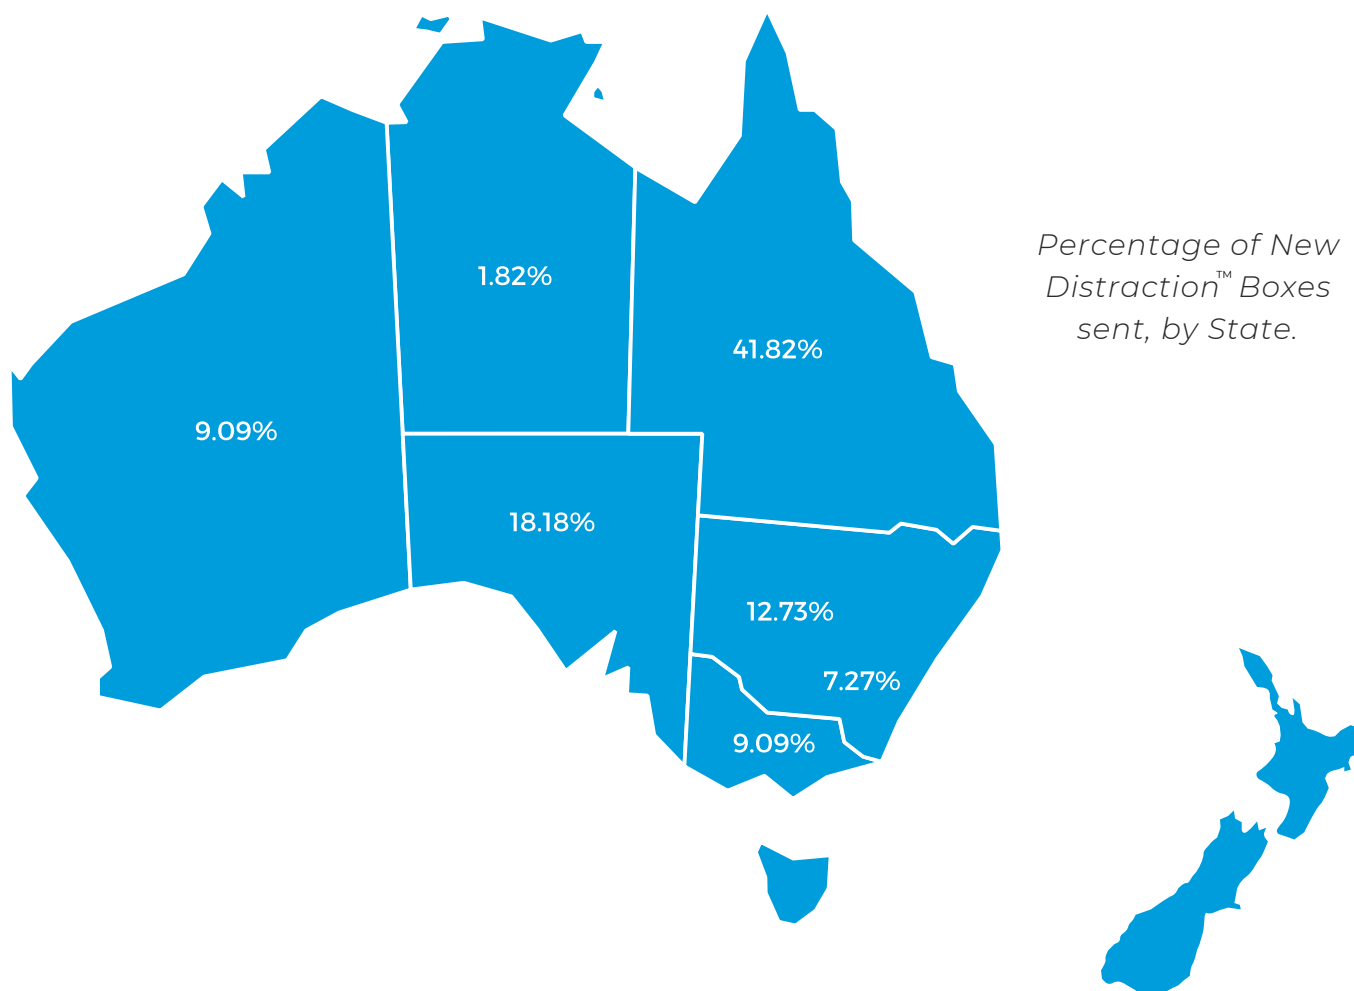 Percentage of New
Distraction™ Boxes
sent, by State.
1.82%
41.82%
9.09%
18.18%
12.73%
7.27%
9.09%